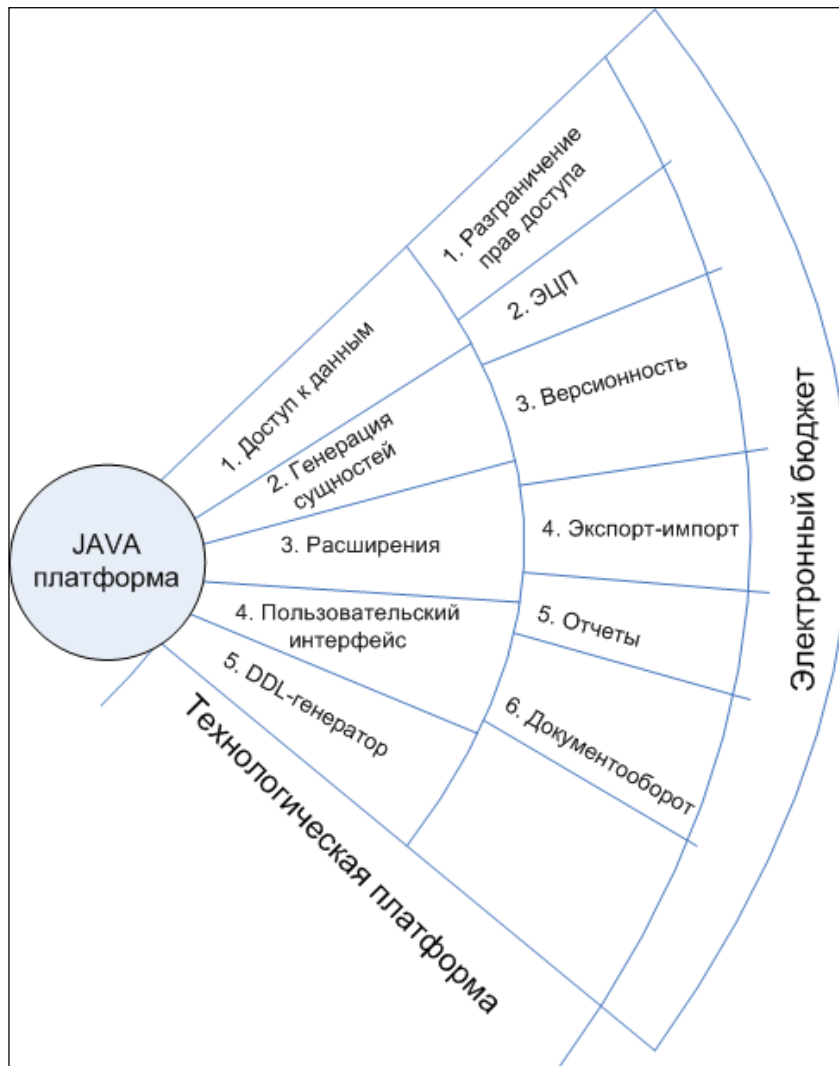 JAVA
платформа
1. Доступ к данным
2. Генерация
сущностей
3. Расширения
4. Пользовательский
интерфейс
5. DDL-генератор
1. Разграничение
прав доступа
2. ЭЦП
3. Версионность
4. Экспорт-импорт
5. Отчеты
6. Документооборот
Технологическая платформа
Электронный бюджет